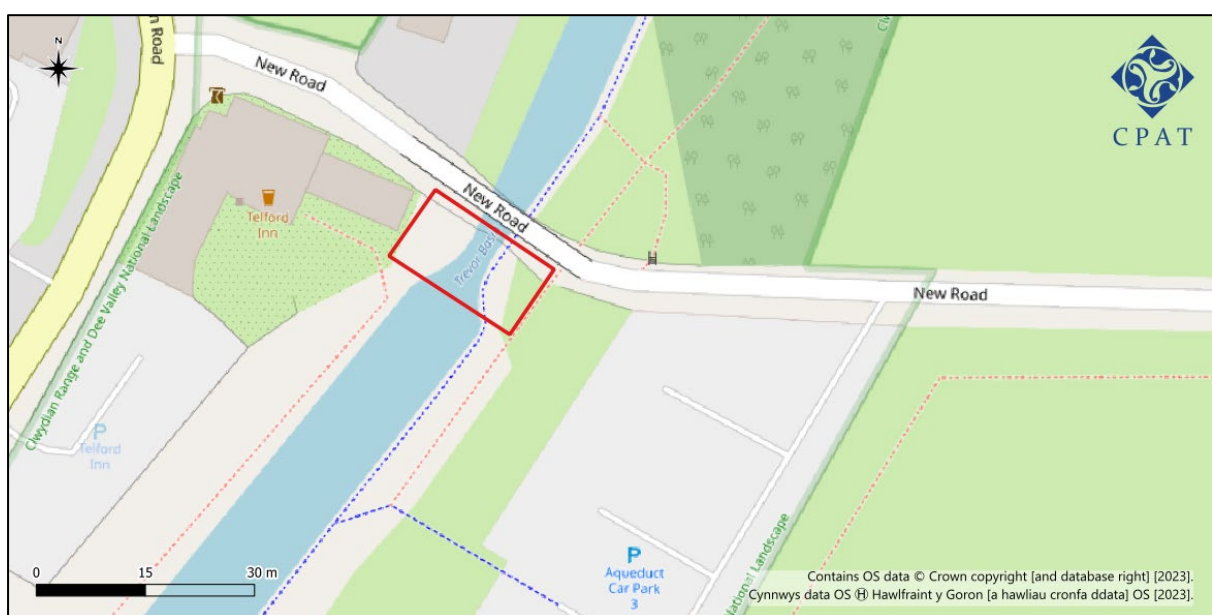 n Road
New Road
N
CPAT
New Road
Telford
Inn
Trevor Bas
New Road
Clwydian Range and Dee Valley National Landscape
P
Telford
Inn
P
Aqueduct
Car Park
3
National Landscape
0 15 30 m
Contains OS data © Crown copyright [and database right] [2023].
Cynnwys data OS Ⓗ Hawlfraint y Goron [a hawliau cronfa ddata] OS [2023].